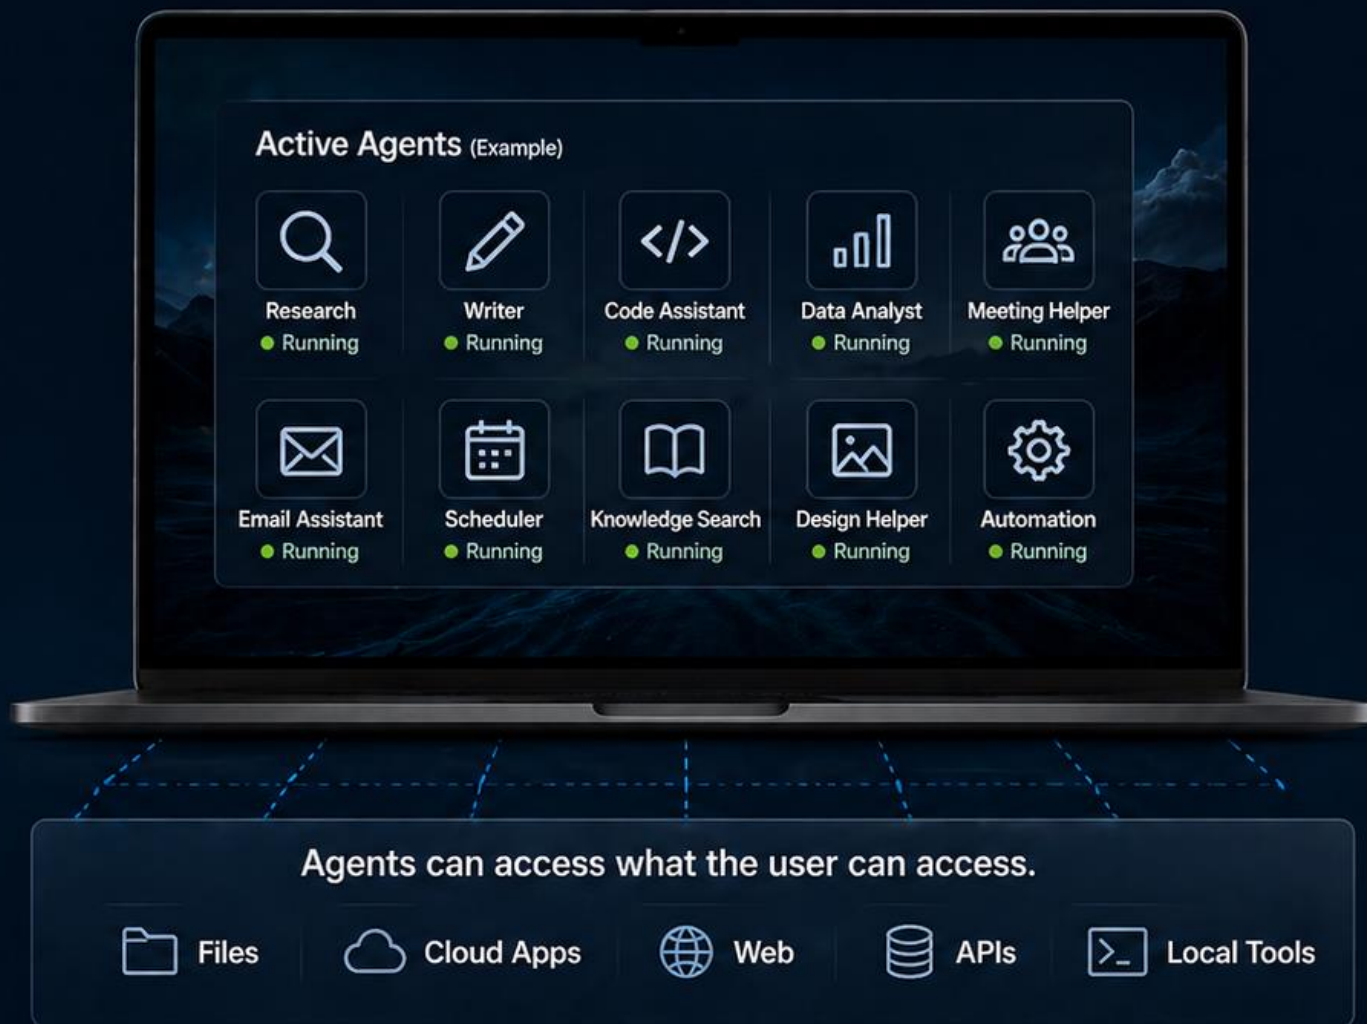 Active Agents (Example)
Research
Running
Writer
Running
Code Assistant
Running
Data Analyst
Running
Meeting Helper
Running
Email Assistant
Running
Scheduler
Running
Knowledge Search
Running
Design Helper
Running
Automation
Running
Agents can access what the user can access.
Files
Cloud Apps
Web
APIs
Local Tools